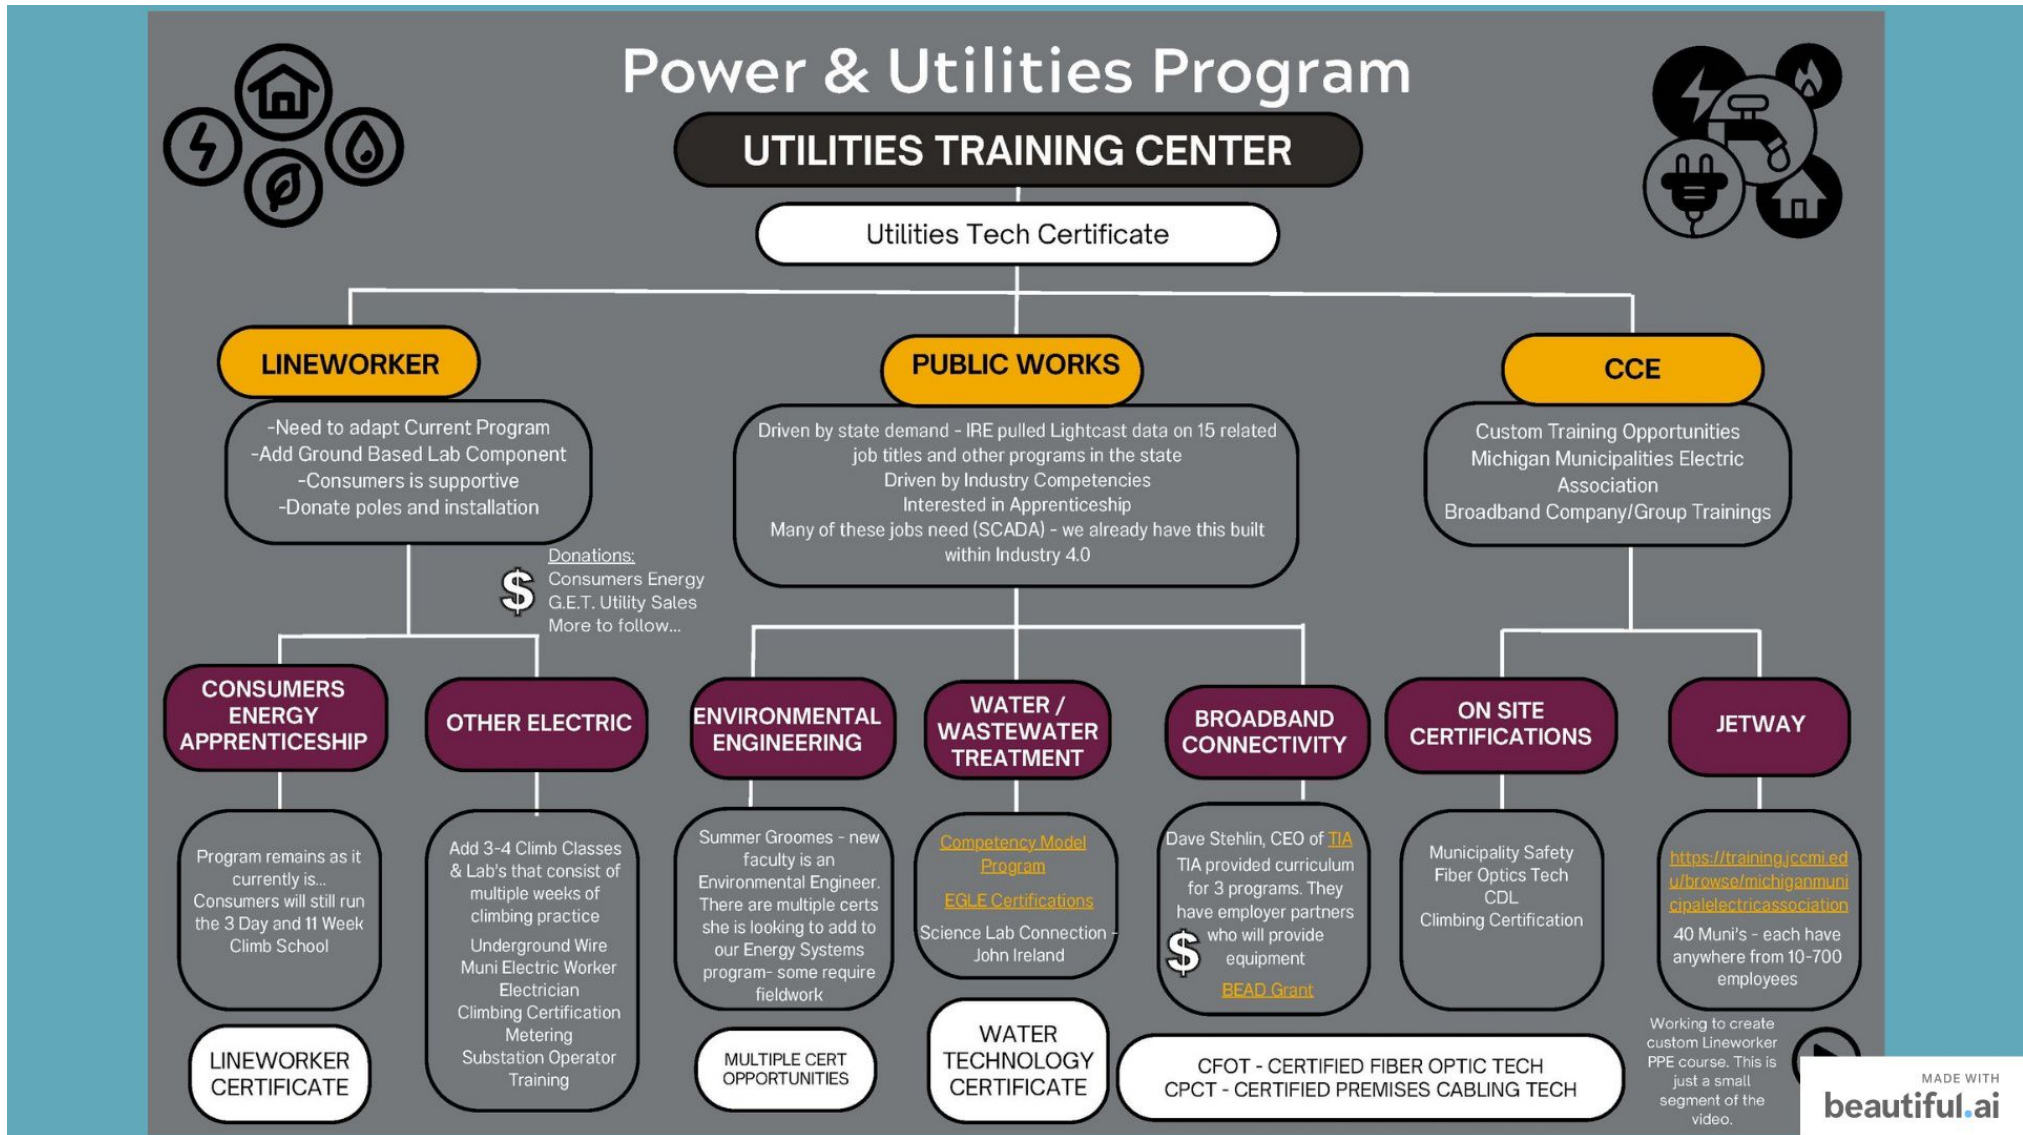 Power & Utilities Program
UTILITIES TRAINING CENTER
Utilities Tech Certificate
LINEWORKER
-Need to adapt Current Program
-Add Ground Based Lab Component
-Consumers is supportive
-Donate poles and installation
PUBLIC WORKS
Driven by state demand - IRE pulled Lightcast data on 15 related
job titles and other programs in the state
Driven by Industry Competencies
Interested in Apprenticeship
Many of these jobs need (SCADA) - we already have this built
within Industry 4.0
CCE
Custom Training Opportunities
Michigan Municipalities Electric
Association
Broadband Company/Group Trainings
$
Donations:
Consumers Energy
G.E.T. Utility Sales
More to follow...
CONSUMERS
ENERGY
APPRENTICESHIP
Program remains as it
currently is...
Consumers will still run
the 3 Day and 11 Week
Climb School
LINEWORKER
CERTIFICATE
OTHER ELECTRIC
Add 3-4 Climb Classes
& Lab's that consist of
multiple weeks of
climbing practice
Underground Wire
Muni Electric Worker
Electrician
Climbing Certification
Metering
Substation Operator
Training
ENVIRONMENTAL
ENGINEERING
Summer Groomes - new
faculty is an
Environmental Engineer.
There are multiple certs
she is looking to add to
our Energy Systems
program- some require
fieldwork
MULTIPLE CERT
OPPORTUNITIES
WATER /
WASTEWATER
TREATMENT
Competency Model
Program
EGLE Certifications
Science Lab Connection -
John Ireland
WATER
TECHNOLOGY
CERTIFICATE
BROADBAND
CONNECTIVITY
Dave Stehlin, CEO of TIA
TIA provided curriculum
for 3 programs. They
have employer partners
who will provide
equipment
$
BEAD Grant
ON SITE
CERTIFICATIONS
Municipality Safety
Fiber Optics Tech
CDL
Climbing Certification
CFOT - CERTIFIED FIBER OPTIC TECH
CPCT - CERTIFIED PREMISES CABLING TECH
JETWAY
https://training.jccmi.ed
u/browse/michiganmuni
cipalelectricassociation
40 Muni's - each have
anywhere from 10-700
employees
Working to create
custom Lineworker
PPE course. This is
just a small
segment of the
video.
MADE WITH
beautiful.ai